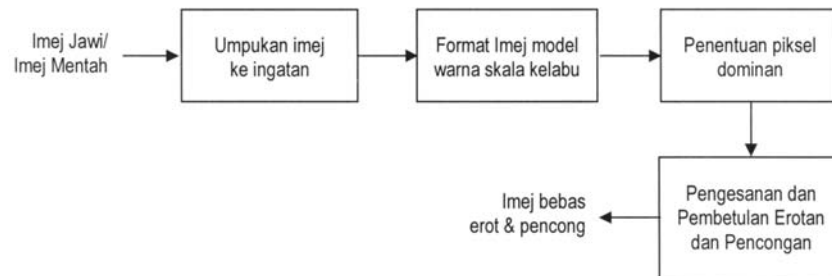 Imej Jawi/
Imej Mentah
Umpukan imej
ke ingatan
Format Imej model
warna skala kelabu
Penentuan piksel
dominan
Pengesanan dan
Pembetulan Erotan
dan Pencongan
Imej bebas
erot & pencong